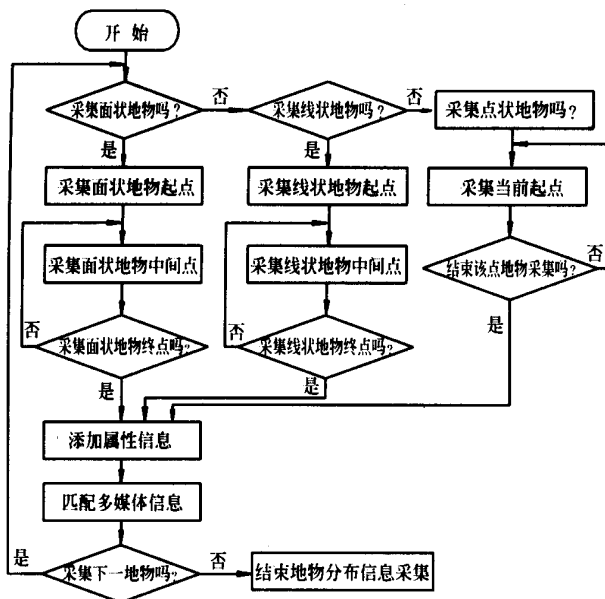 开始
采集面状地物吗?
否
采集线状地物吗?
否
采集点状地物吗?
是
是
采集面状地物起点
采集线状地物起点
采集当前起点
采集面状地物中间点
采集线状地物中间点
结束该点地物采集吗?
否
否
采集面状地物终点吗?
否
采集线状地物终点吗?
是
是
是
添加属性信息
匹配多媒体信息
是
采集下一地物吗?
否
结束地物分布信息采集